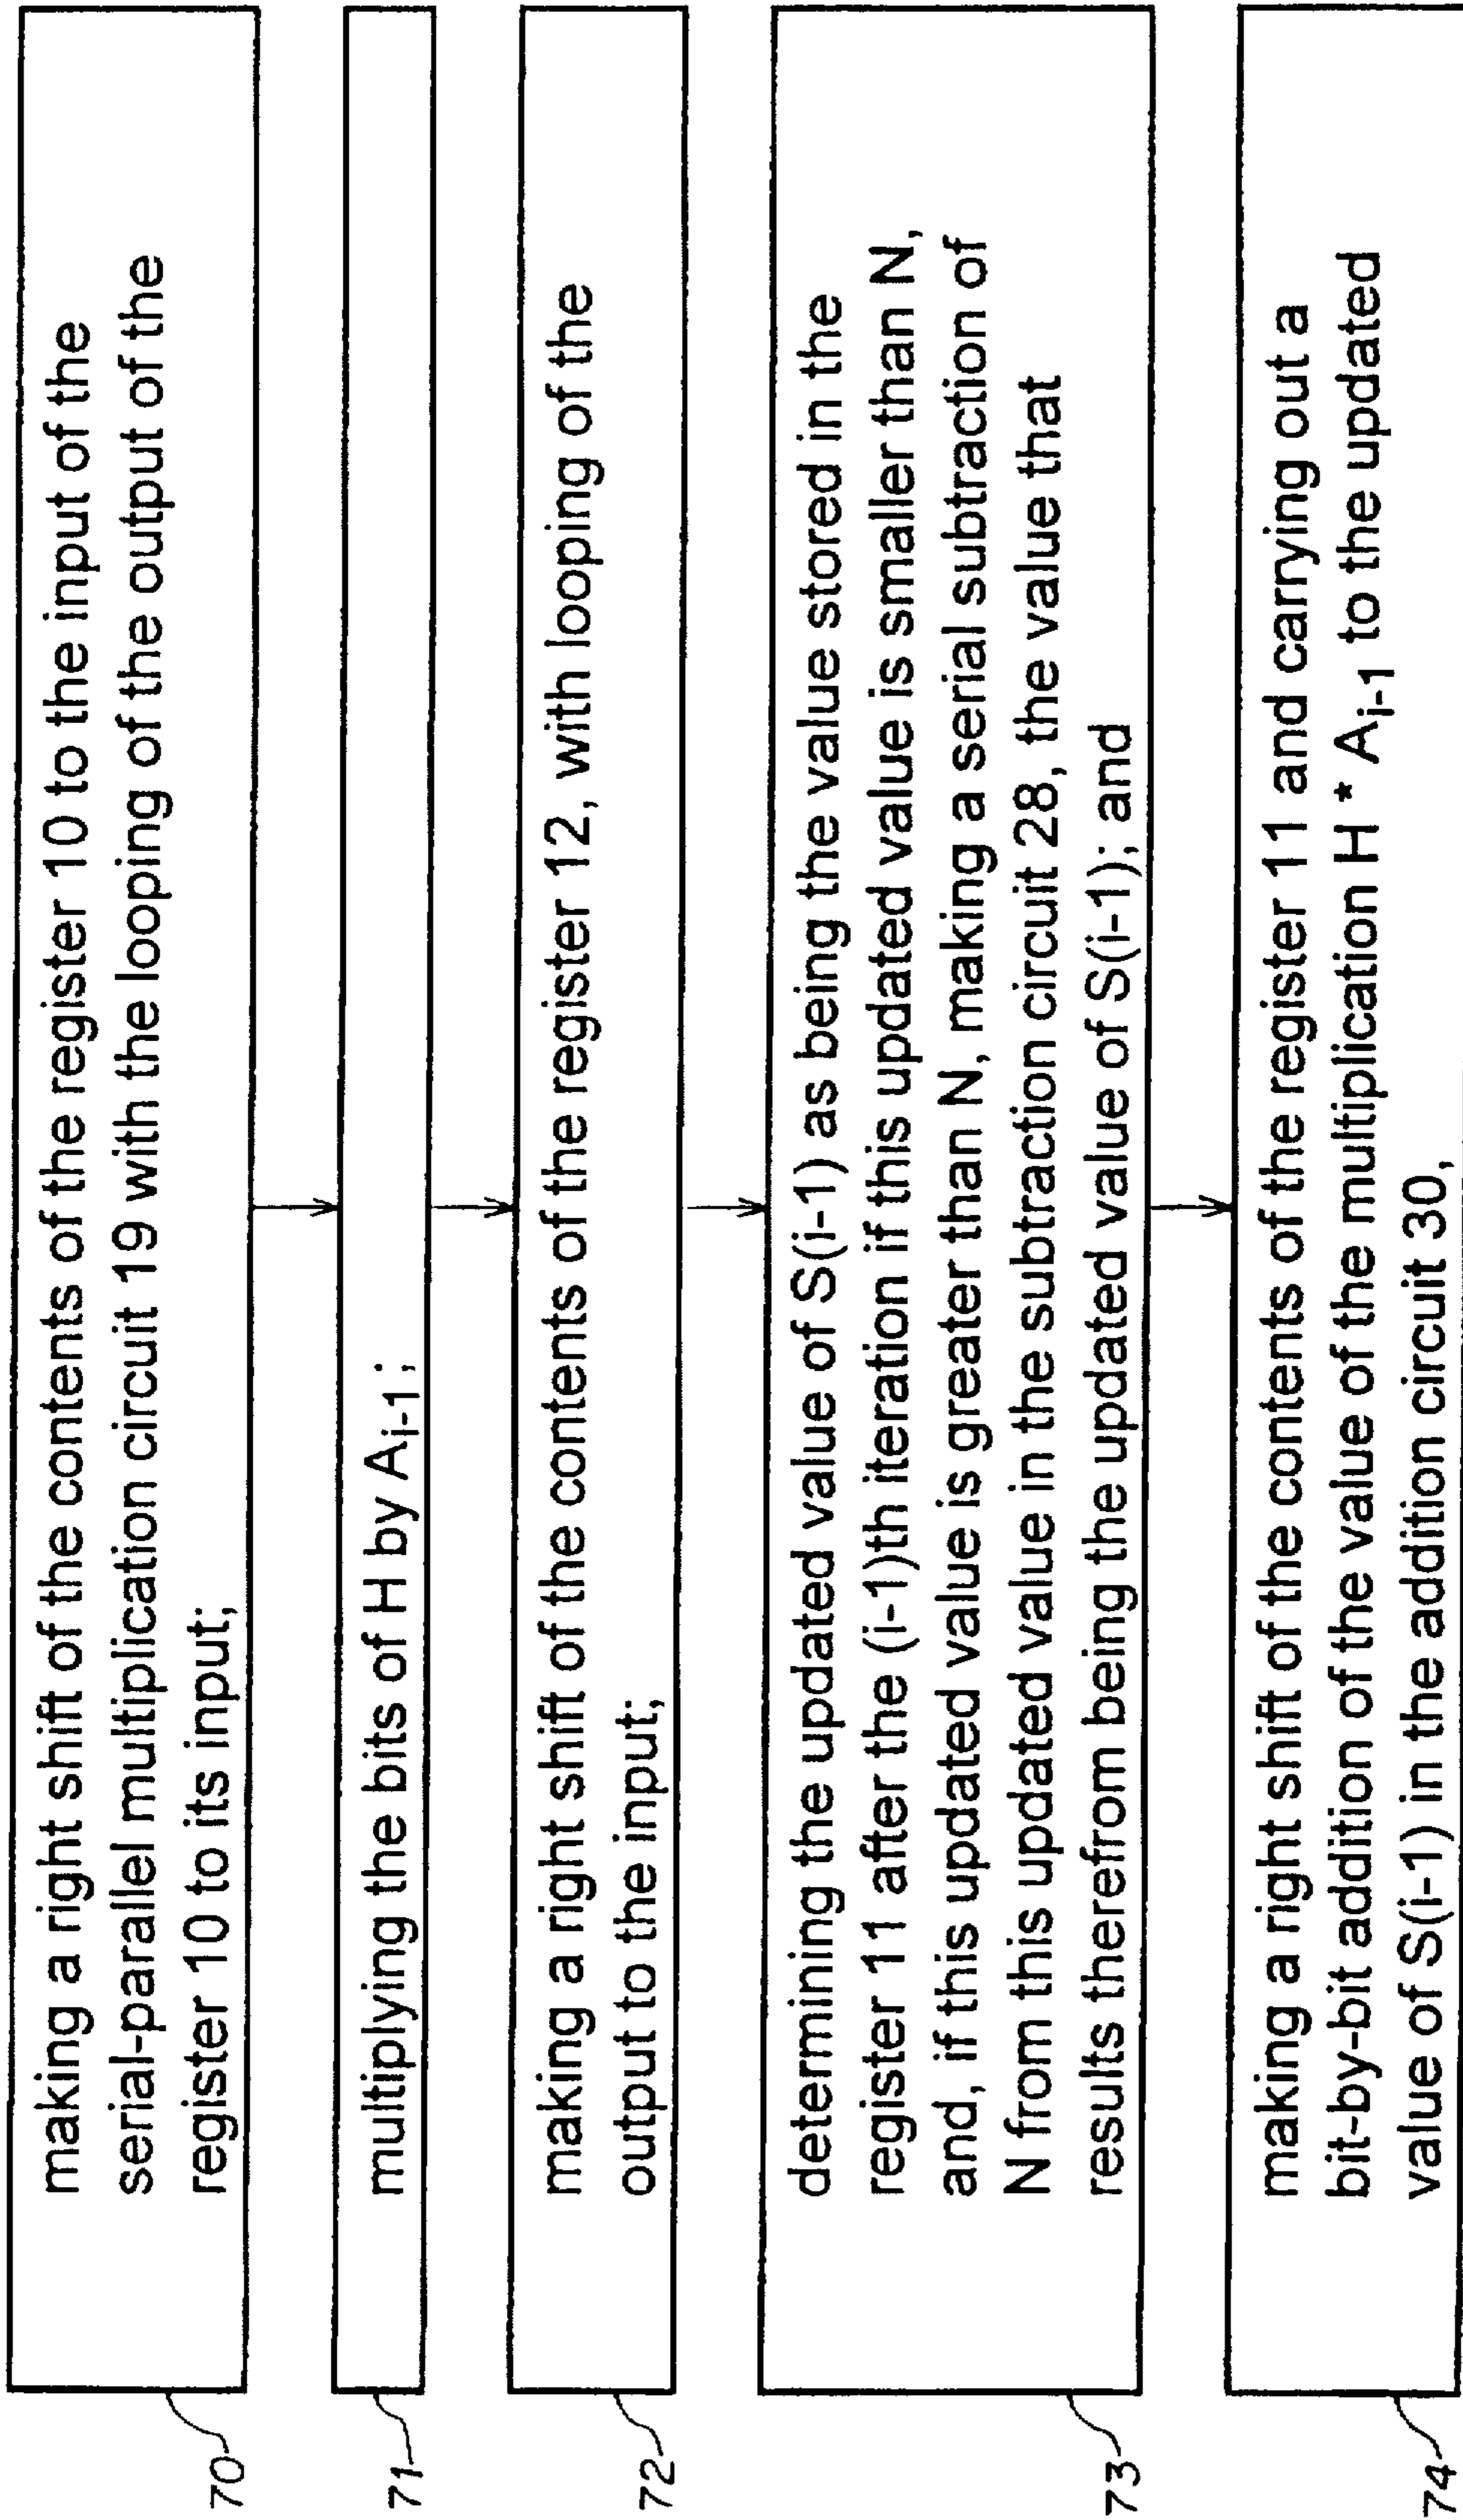 making a right shift of the contents of the register 10 to the input of the
serial-parallel multiplication circuit 19 with the looping of the output of the
register 10 to its input;
70
multiplying the bits of H by Ai-1;
71
making a right shift of the contents of the register 12, with looping of the
output to the input;
72
determining the updated value of S(i-1) as being the value stored in the
register 11 after the (i-1)th iteration if this updated value is smaller than N,
and, if this updated value is greater than N, making a serial subtraction of
N from this updated value in the subtraction circuit 28, the value that
results therefrom being the updated value of S(i-1); and
73
making a right shift of the contents of the register 11 and carrying out a
bit-by-bit addition of the value of the multiplication H * Ai-1 to the updated
value of S(i-1) in the addition circuit 30,
74